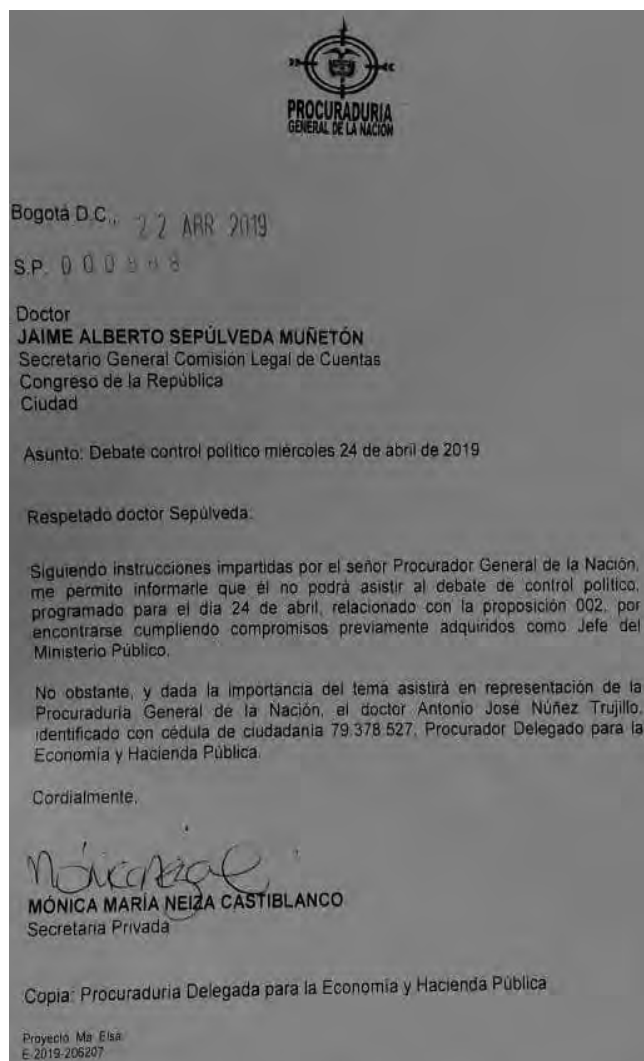 PROCURADURIA
GENERAL DE LA NACIÓN
Bogotá D.C., 22 ABR 2019
S.P.
Doctor
JAIME ALBERTO SEPÚLVEDA MUÑETÓN
Secretario General Comisión Legal de Cuentas
Congreso de la República
Ciudad
Asunto: Debate control político miércoles 24 de abril de 2019
Respetado doctor Sepúlveda:
Siguiendo instrucciones impartidas por el señor Procurador General de la Nación,
me permito informarle que él no podrá asistir al debate de control político,
programado para el día 24 de abril, relacionado con la proposición 002, por
encontrarse cumpliendo compromisos previamente adquiridos como Jefe del
Ministerio Público.
No obstante, y dada la importancia del tema asistirá en representación de la
Procuraduría General de la Nación, el doctor Antonio José Núñez Trujillo,
identificado con cédula de ciudadanía 79.378.527, Procurador Delegado para la
Economía y Hacienda Pública.
Cordialmente,
MÓNICA MARÍA NEIZA CASTIBLANCO
Secretaria Privada
Copia: Procuraduría Delegada para la Economía y Hacienda Pública
Proyectó Ma Elsa
E-2019-206207